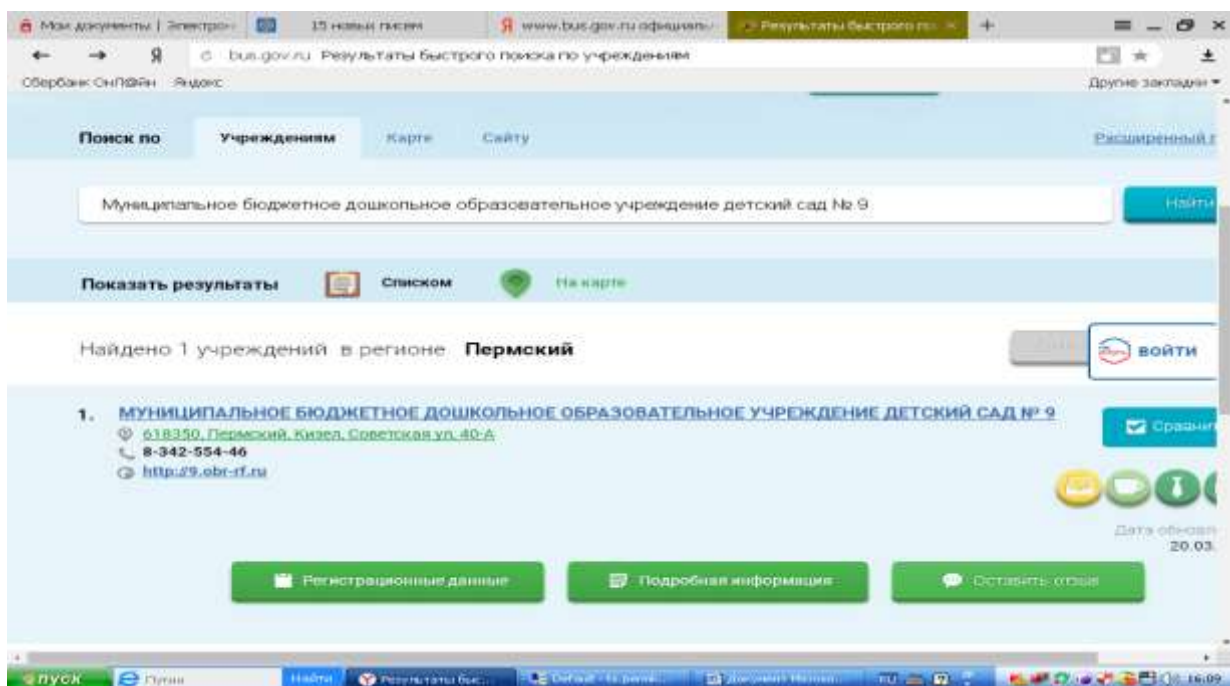 Мои документы | Электрон
15 новых писем
www.bus.gov.ru официаль
Результаты быстрого по
bus.gov.ru Результаты быстрого поиска по учреждениям
Сбербанк ОнЛ@йн Яндекс
Другие закладки
Поиск по Учреждениям Карте Сайту
Расширенный п
Муниципальное бюджетное дошкольное образовательное учреждение детский сад № 9
Найти
Показать результаты Списком На карте
Найдено 1 учреждений в регионе Пермский
ВОЙТИ
1. МУНИЦИПАЛЬНОЕ БЮДЖЕТНОЕ ДОШКОЛЬНОЕ ОБРАЗОВАТЕЛЬНОЕ УЧРЕЖДЕНИЕ ДЕТСКИЙ САД № 9
618350, Пермский, Кизел, Советская ул, 40-А
8-342-554-46
http://9.obr-rf.ru
Сравнит
Дата обновл
20.03.
Регистрационные данные Подробная информация Оставить отзыв
пуск
Найти
Результаты быс...
RU
16:09